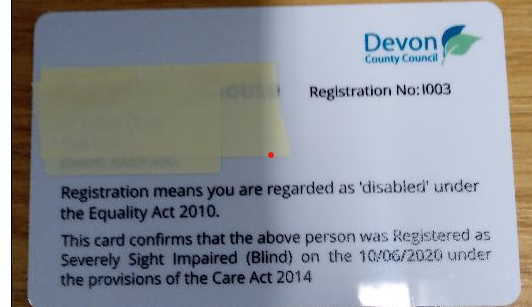 Devon
County Council
Registration No: I003
Registration means you are regarded as 'disabled' under
the Equality Act 2010.
This card confirms that the above person was Registered as
Severely Sight Impaired (Blind) on the 10/06/2020 under
the provisions of the Care Act 2014